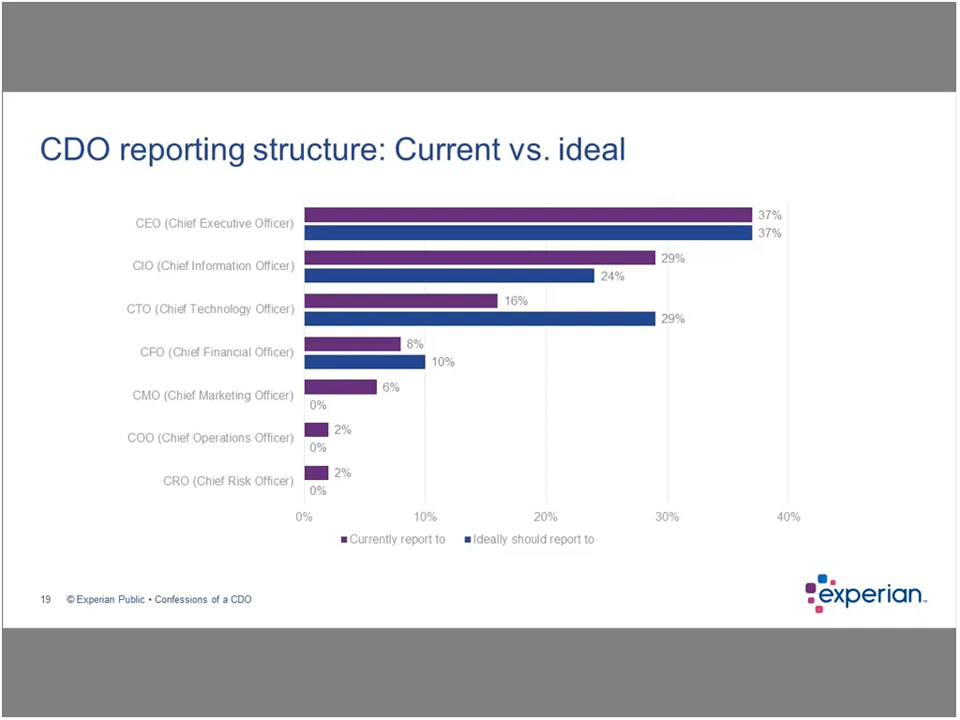 CDO reporting structure: Current vs. ideal
CEO (Chief Executive Officer)
37%
37%
CIO (Chief Information Officer)
29%
24%
CTO (Chief Technology Officer)
16%
29%
CFO (Chief Financial Officer)
8%
10%
CMO (Chief Marketing Officer)
6%
0%
COO (Chief Operations Officer)
2%
0%
CRO (Chief Risk Officer)
2%
0%
0% 10% 20% 30% 40%
Currently report to Ideally should report to
19 © Experian Public • Confessions of a CDO
experian™